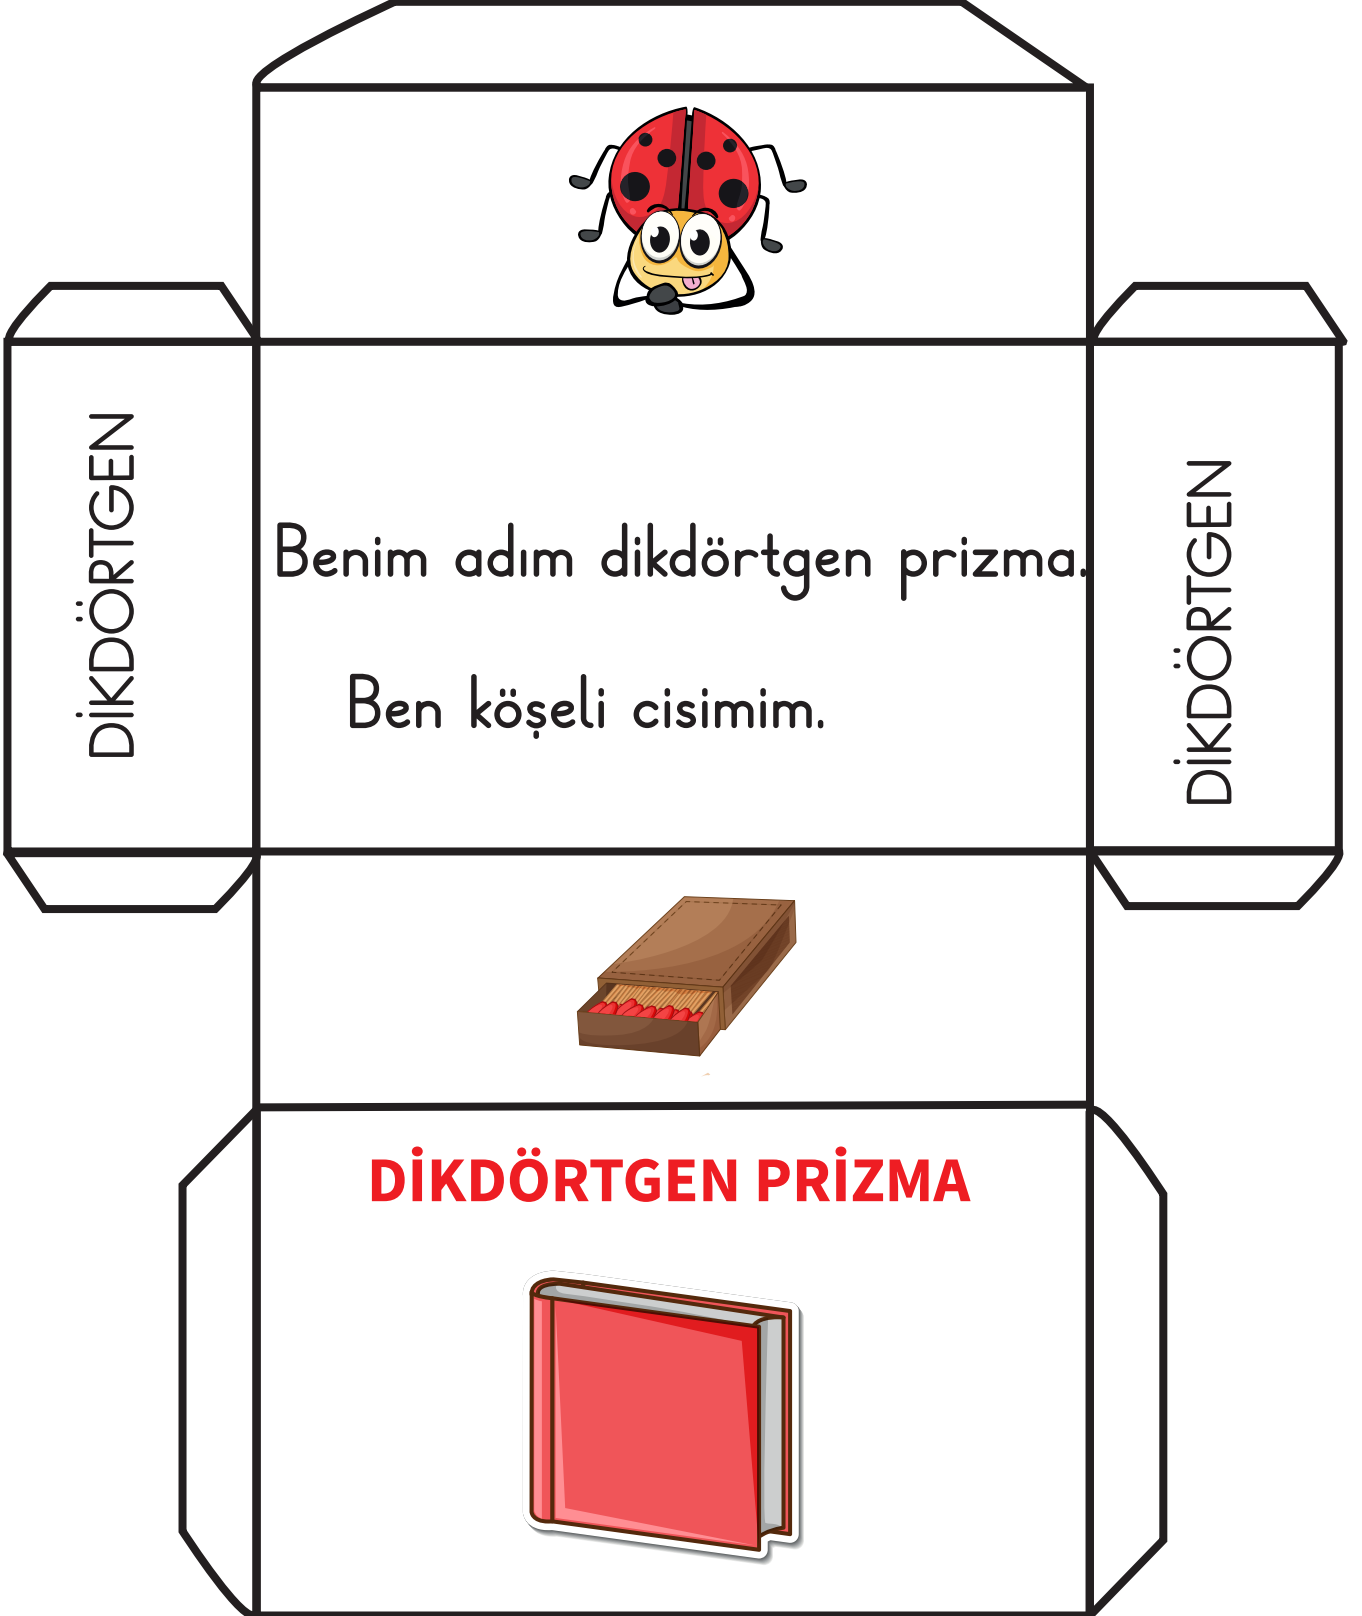 DİKDÖRTGEN
Benim adım dikdörtgen prizma.
Ben köşeli cisimim.
DİKDÖRTGEN
DİKDÖRTGEN PRİZMA